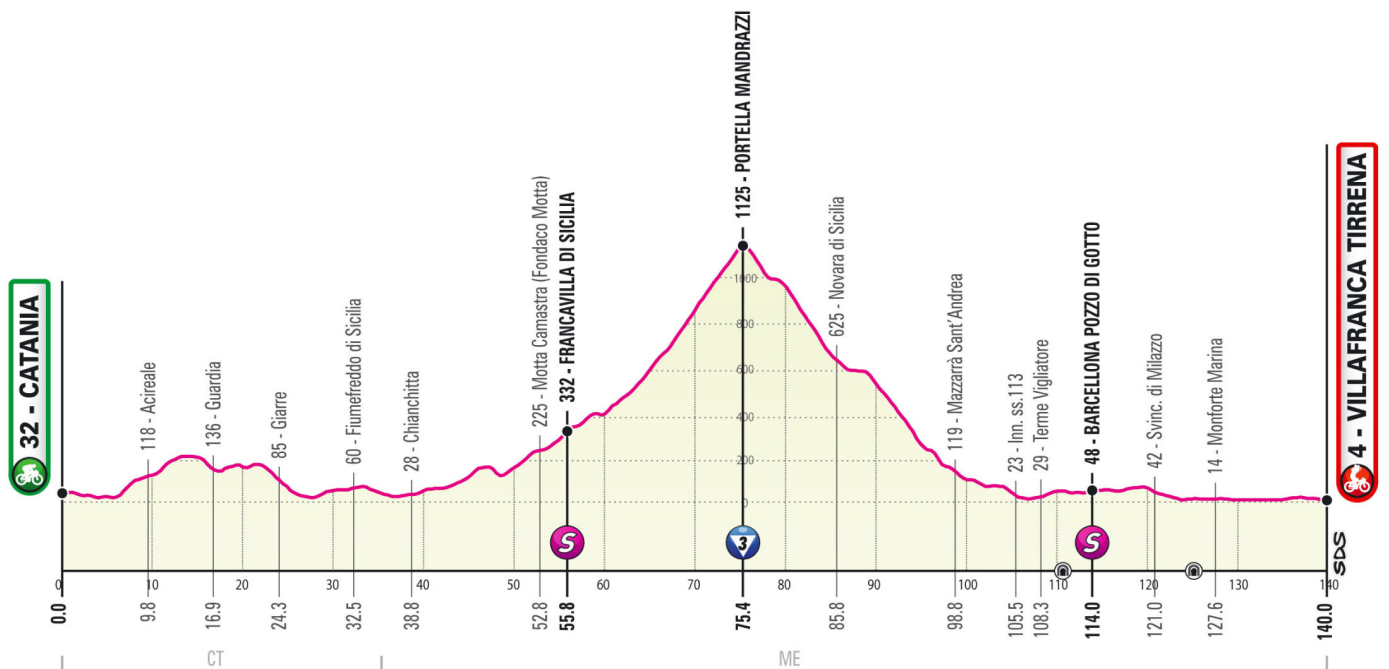 32 - CATANIA
118 - Acireale
136 - Guardia
85 - Giarre
60 - Fiumefreddo di Sicilia
28 - Chianchitta
225 - Motta Camastra (Fondaco Motta)
332 - FRANCAVILLA DI SICILIA
1125 - PORTELLA MANDRAZZI
625 - Novara di Sicilia
119 - Mazzarrà Sant'Andrea
23 - Inn. ss.113
29 - Terme Vigliatore
48 - BARCELLONA POZZO DI GOTTO
42 - Svinc. di Milazzo
14 - Monforte Marina
4 - VILLAFRANCA TIRRENA
1000
800
600
400
200
0
S
3
S
SDS
0 10 20 30 40 50 60 70 80 90 100 110 120 130 140
0.0 9.8 16.9 24.3 32.5 38.8 52.8 55.8 75.4 85.8 98.8 105.5 108.3 114.0 121.0 127.6 140.0
CT ME